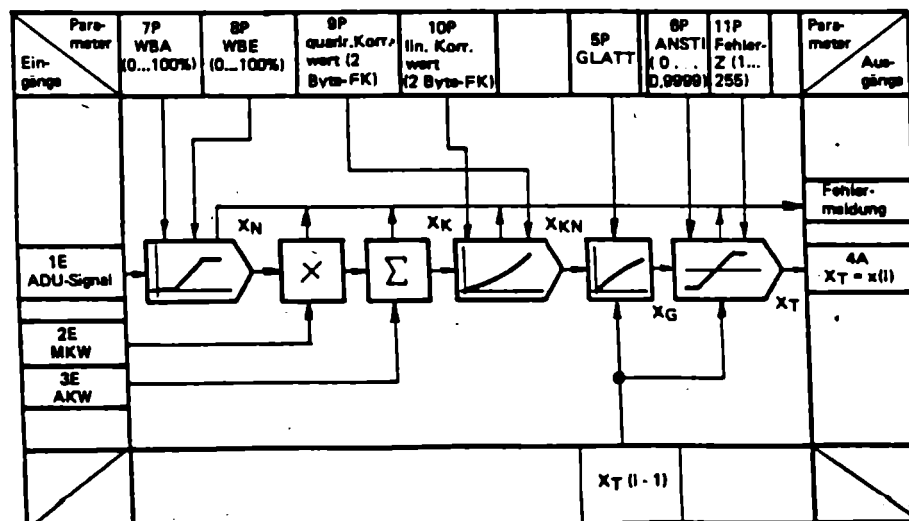 Para-
meter
Ein-
gänge
7P
WBA
(0...100%)
8P
WBE
(0...100%)
9P
quadr.Korr.
wert (2
Byte-FK)
10P
lin. Korr.
wert
(2 Byte-FK)
5P
GLATT
6P
ANSTI
(0...
0,9999)
11P
Fehler-
Z (1...
255)
Para-
meter
Aus-
gänge
Fehler-
meldung
XN
XK
XKN
1E
ADU-Signal
4A
XT = x(i)
XG
XT
2E
MKW
3E
AKW
XT (i - 1)